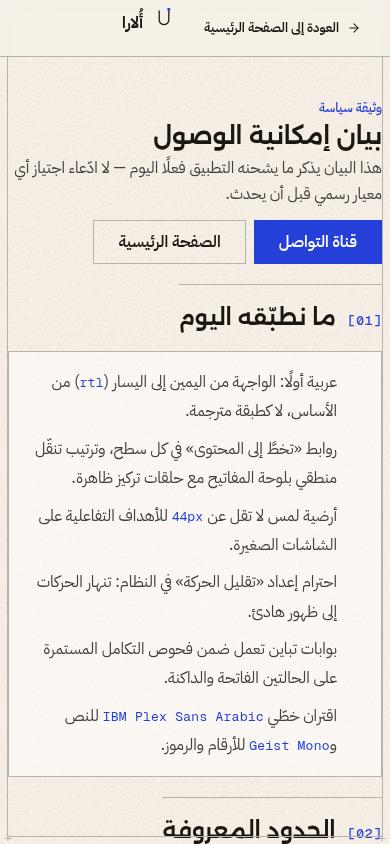 → العودة إلى الصفحة الرئيسية
أُلارا
وثيقة سياسة
بيان إمكانية الوصول
هذا البيان يذكر ما يشحنه التطبيق فعلًا اليوم — لا ادّعاء اجتياز أي
معيار رسمي قبل أن يحدث.
قناة التواصل
الصفحة الرئيسية
[01] ما نطبّقه اليوم
عربية أولًا: الواجهة من اليمين إلى اليسار (rtl) من
الأساس، لا كطبقة مترجمة.
روابط «تخطَّ إلى المحتوى» في كل سطح، وترتيب تنقّل
منطقي بلوحة المفاتيح مع حلقات تركيز ظاهرة.
أرضية لمس لا تقل عن 44px للأهداف التفاعلية على
الشاشات الصغيرة.
احترام إعداد «تقليل الحركة» في النظام: تنهار الحركات
إلى ظهور هادئ.
بوابات تباين تعمل ضمن فحوص التكامل المستمرة
على الحالتين الفاتحة والداكنة.
اقتران خطّي IBM Plex Sans Arabic للنص
وGeist Mono للأرقام والرموز.
[02] الحدود المعروفة